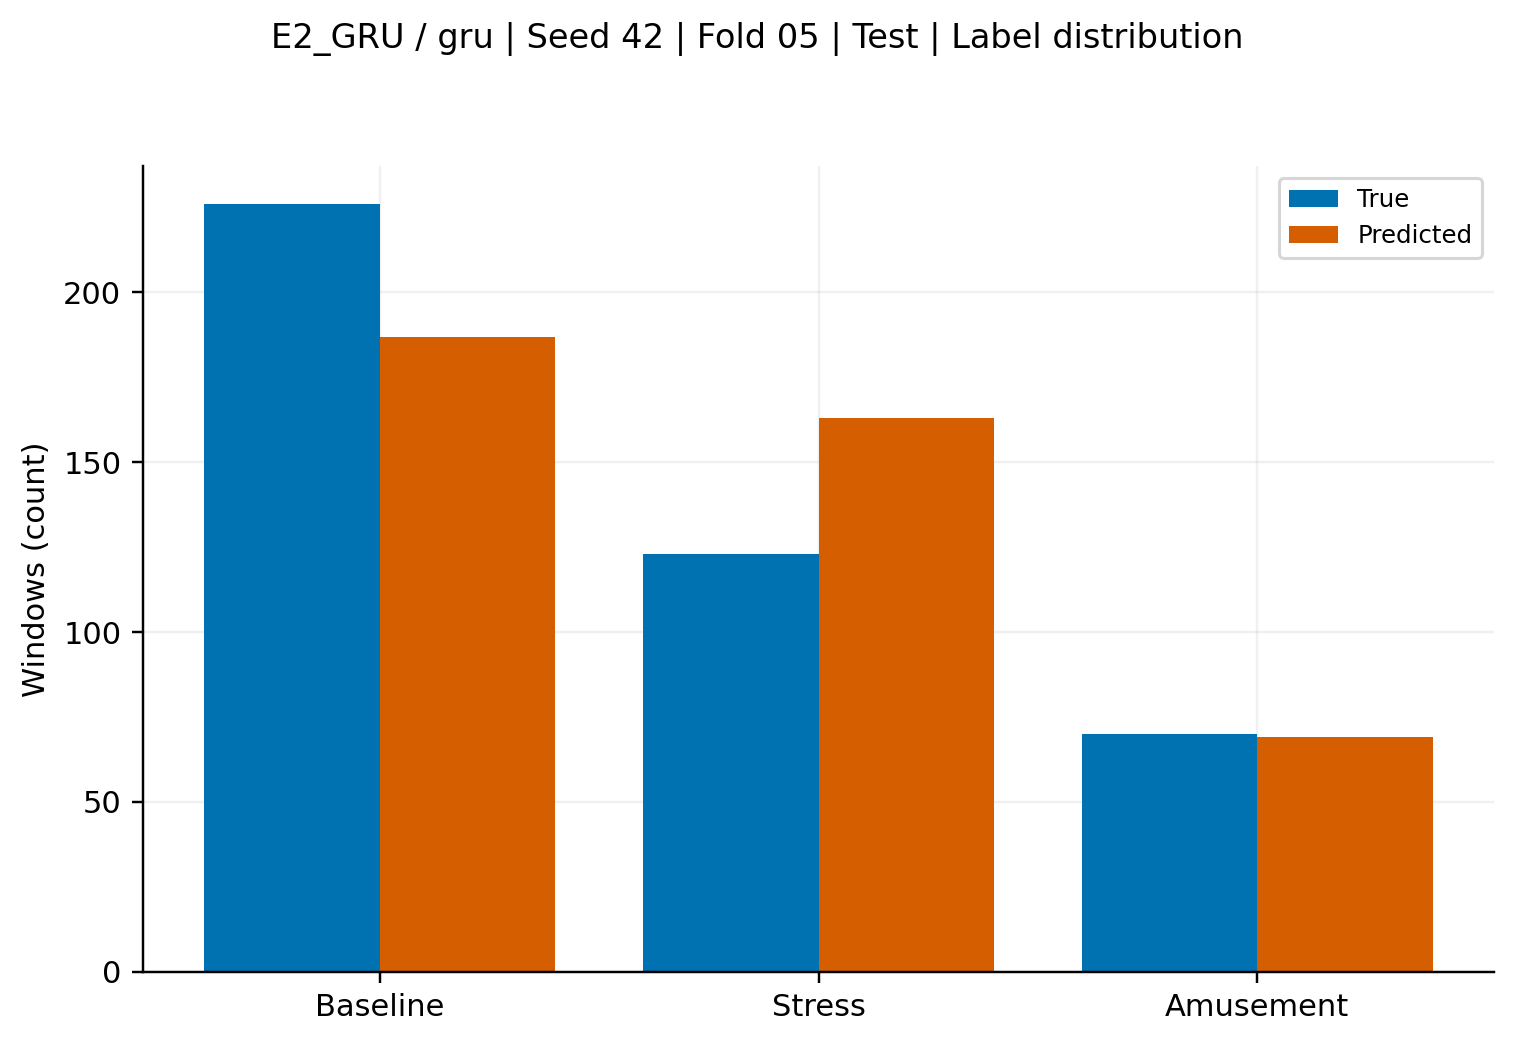 E2_GRU / gru | Seed 42 | Fold 05 | Test | Label distribution
True
Predicted
Windows (count)
200
150
100
50
0
Baseline
Stress
Amusement